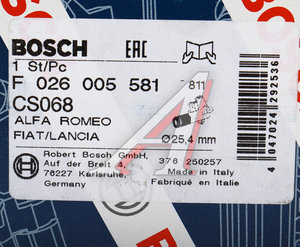 BOSCH EAC
1 St/Pc
F 026 005 581 811
CS068
ALFA ROMEO
FIAT/LANCIA Ø25,4 mm
Robert Bosch GmbH, 376 250257
Auf der Breit 4, Made in Italy
76227 Karlsruhe, Fabriqué en Italie
Germany
BOSCH
4 047024 292536